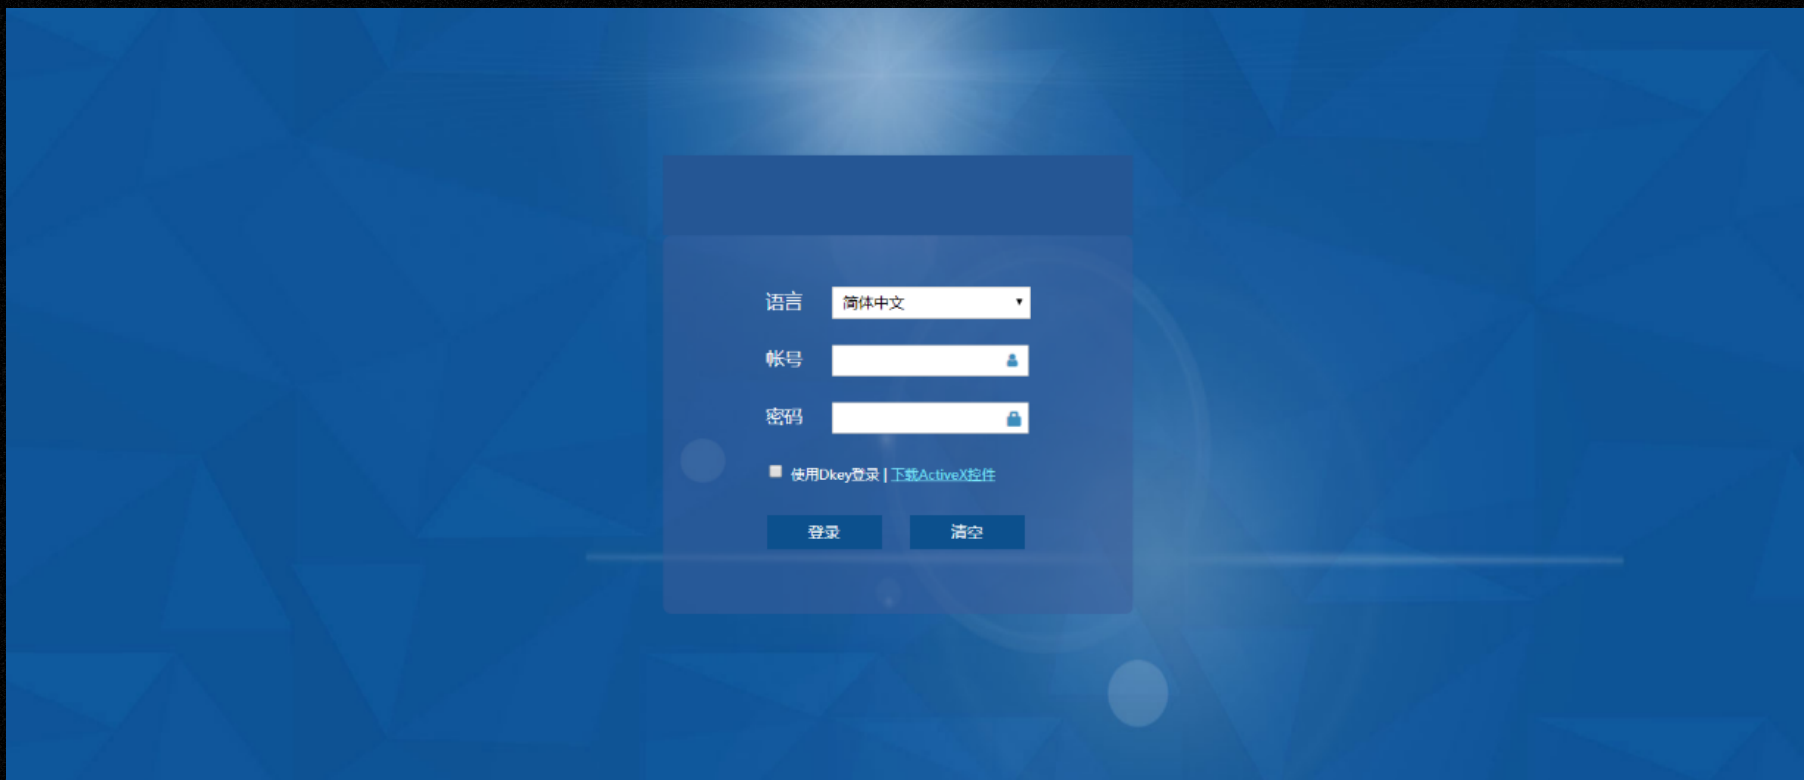 语言 简体中文
帐号
密码
使用Dkey登录 | 下载ActiveX控件
登录 清空